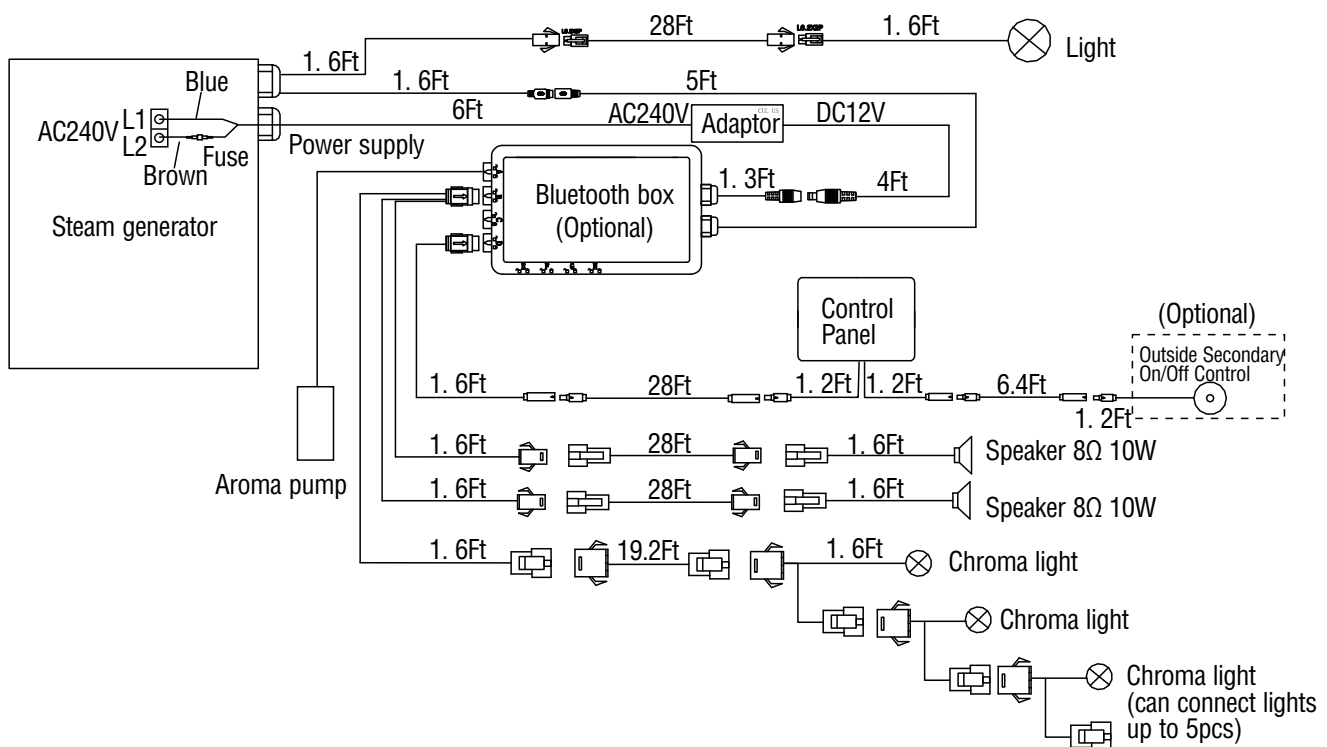 1. 6Ft
28Ft
1. 6Ft
Light
1. 6Ft
5Ft
Blue
L1
AC240V
L2
Fuse
Brown
6Ft
Power supply
AC240V
Adaptor
CUL US
DC12V
Steam generator
Bluetooth box
(Optional)
A
B
C
D
E
F
G
H
1. 3Ft
4Ft
Control
Panel
(Optional)
Outside Secondary
On/Off Control
1. 6Ft
28Ft
1. 2Ft
1. 2Ft
6.4Ft
1. 2Ft
Aroma pump
1. 6Ft
28Ft
1. 6Ft
Speaker 8Ω 10W
1. 6Ft
28Ft
1. 6Ft
Speaker 8Ω 10W
1. 6Ft
19.2Ft
1. 6Ft
Chroma light
Chroma light
Chroma light
(can connect lights
up to 5pcs)